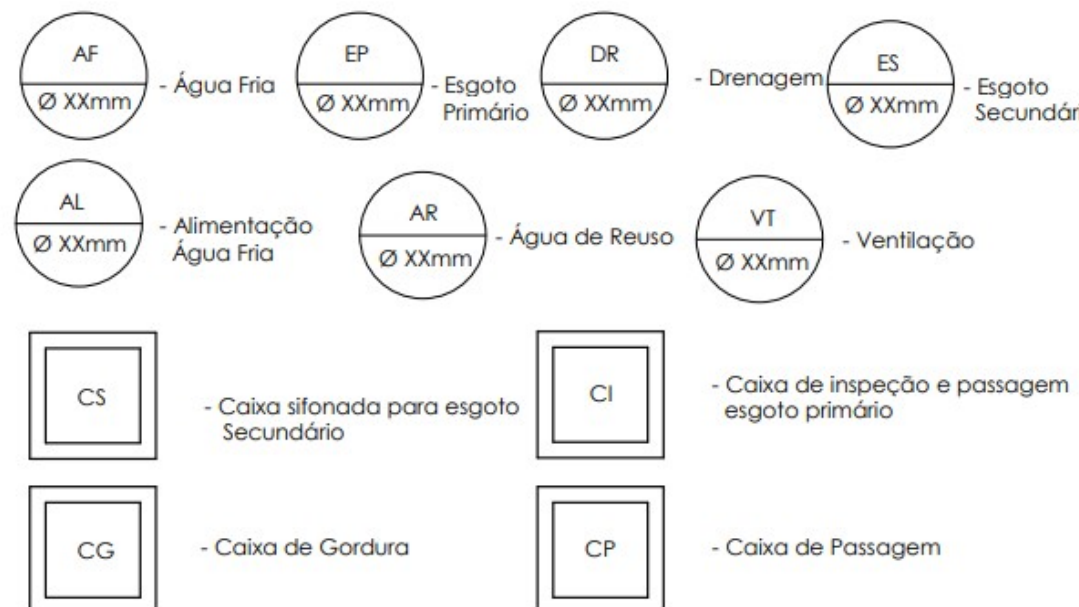 AF
Ø XXmm
- Água Fria
EP
Ø XXmm
- Esgoto
Primário
DR
Ø XXmm
- Drenagem
ES
Ø XXmm
- Esgoto
Secundár
AL
Ø XXmm
- Alimentação
Água Fria
AR
Ø XXmm
- Água de Reuso
VT
Ø XXmm
- Ventilação
CS
- Caixa sifonada para esgoto
Secundário
CI
- Caixa de inspeção e passagem
esgoto primário
CG
- Caixa de Gordura
CP
- Caixa de Passagem